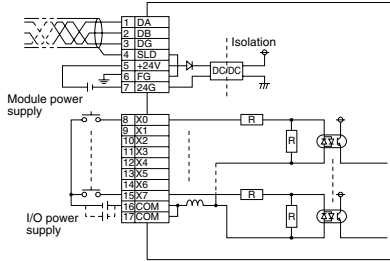 1 DA
2 DB
3 DG
4 SLD
5 +24V
6 FG
7 24G
Isolation
DC/DC
Module power
supply
8 X0
9 X1
10 X2
11 X3
12 X4
13 X5
14 X6
15 X7
16 COM
17 COM
R
R
R
R
I/O power
supply